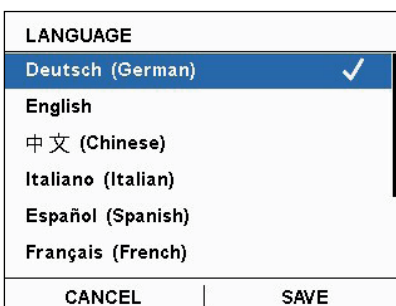 LANGUAGE
Deutsch (German)
English
中文 (Chinese)
Italiano (Italian)
Español (Spanish)
Français (French)
CANCEL SAVE